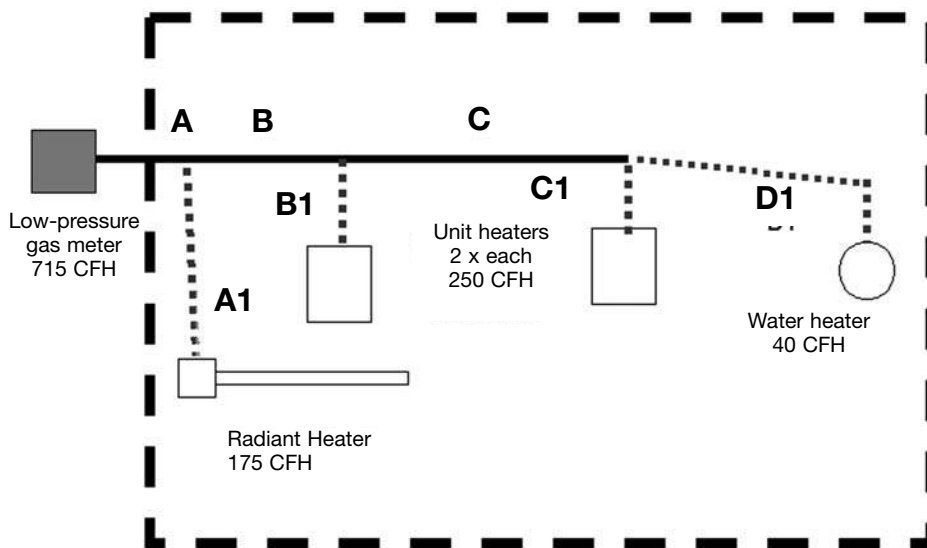 A
B
C
B1
C1
D1
Low-pressure
gas meter
715 CFH
Unit heaters
2 x each
250 CFH
A1
Water heater
40 CFH
Radiant Heater
175 CFH